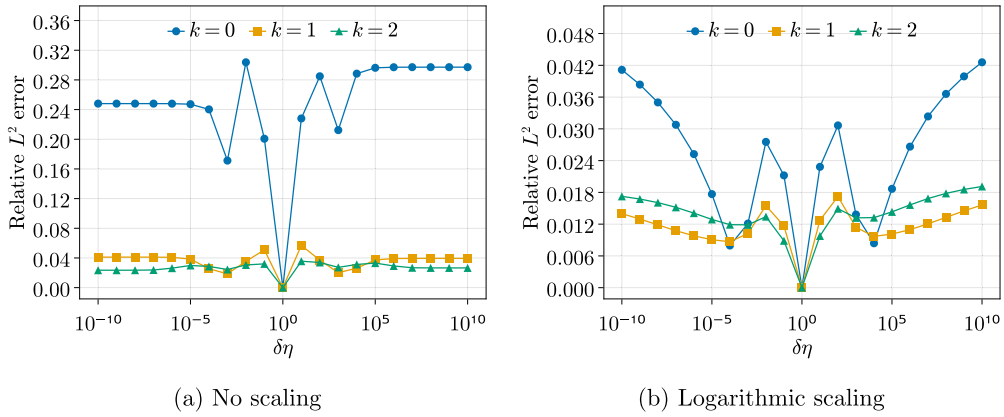 k = 0 k = 1 k = 2
Relative L² error
0.36
0.32
0.28
0.24
0.20
0.16
0.12
0.08
0.04
0.00
10⁻¹⁰ 10⁻⁵ 10⁰ 10⁵ 10¹⁰
δη
(a) No scaling
k = 0 k = 1 k = 2
Relative L² error
0.048
0.042
0.036
0.030
0.024
0.018
0.012
0.006
0.000
10⁻¹⁰ 10⁻⁵ 10⁰ 10⁵ 10¹⁰
δη
(b) Logarithmic scaling